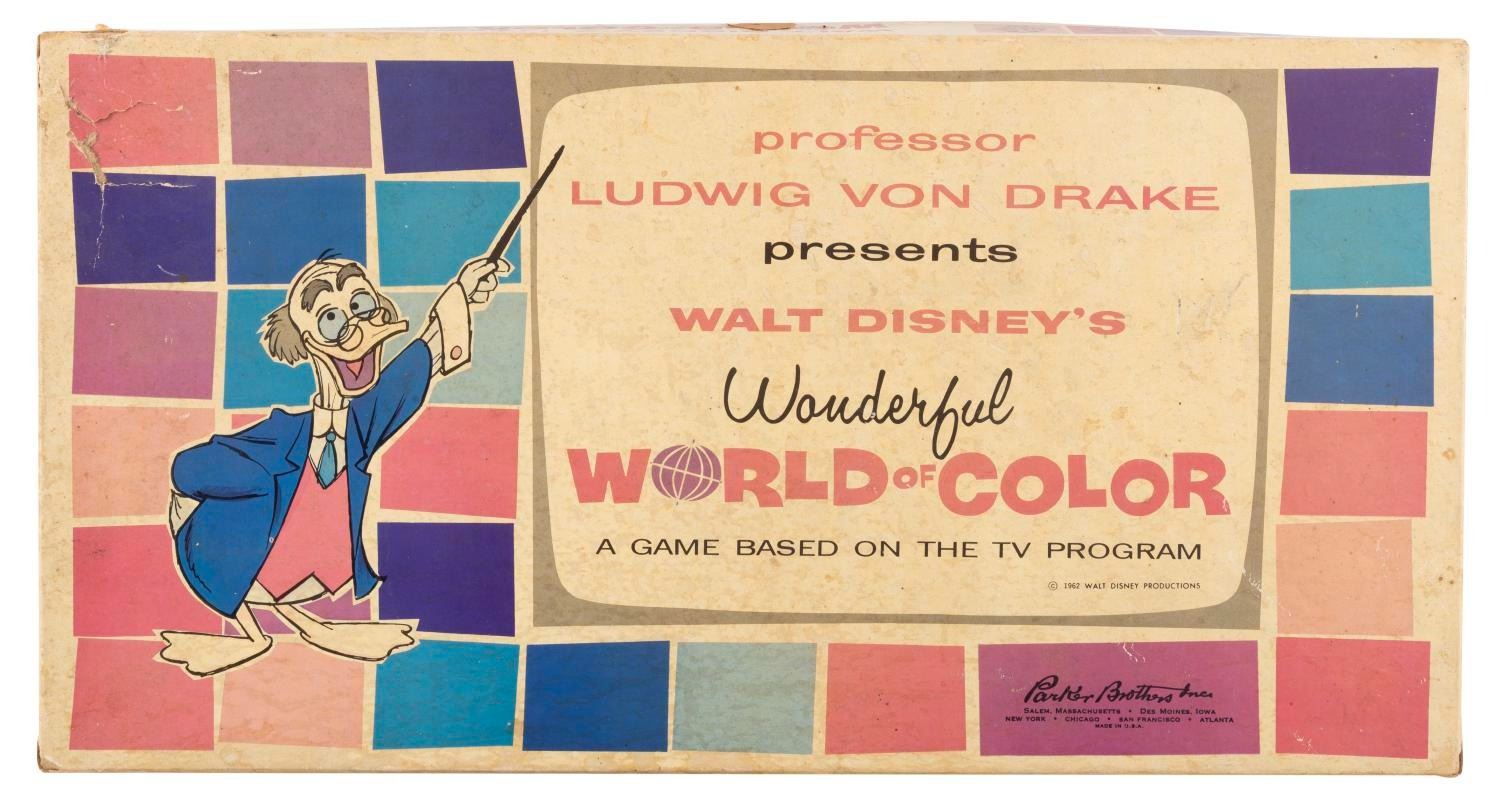 professor
LUDWIG VON DRAKE
presents
WALT DISNEY'S
Wonderful
WORLD OF COLOR
A GAME BASED ON THE TV PROGRAM
© 1962 WALT DISNEY PRODUCTIONS
Parker Brothers Inc.
SALEM, MASSACHUSETTS • DES MOINES, IOWA
NEW YORK • CHICAGO • SAN FRANCISCO • ATLANTA
MADE IN U.S.A.